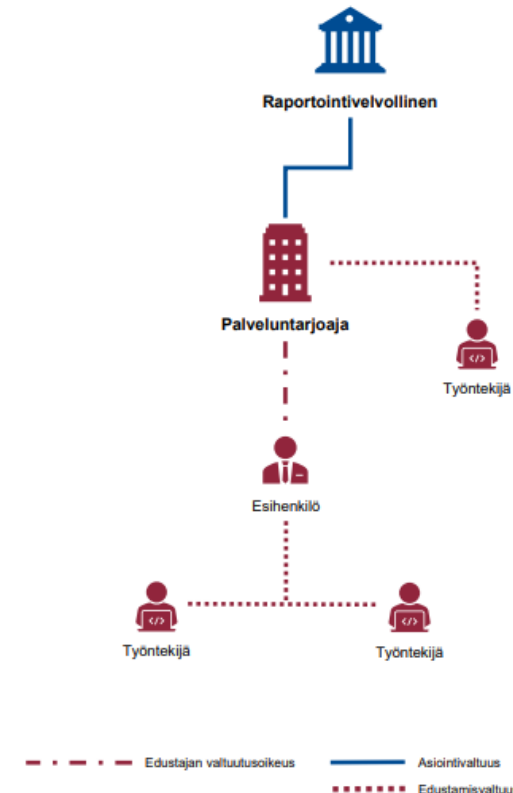 Raportointivelvollinen
Palveluntarjoaja
Työntekijä
Esihenkilö
Työntekijä
Työntekijä
Edustajan valtuutusoikeus
Asiointivaltuus
Edustamisvaltuu